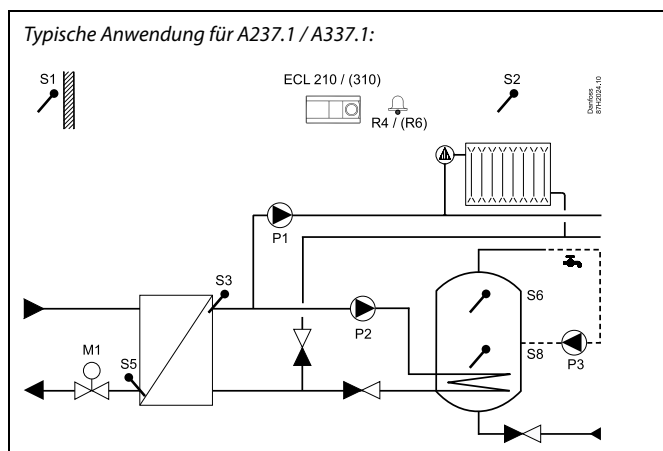 Typische Anwendung für A237.1 / A337.1:
S1
ECL 210 / (310)
S2
R4 / (R6)
Danfoss
87H2024.10
P1
S3
S6
P2
M1
S5
S8
P3